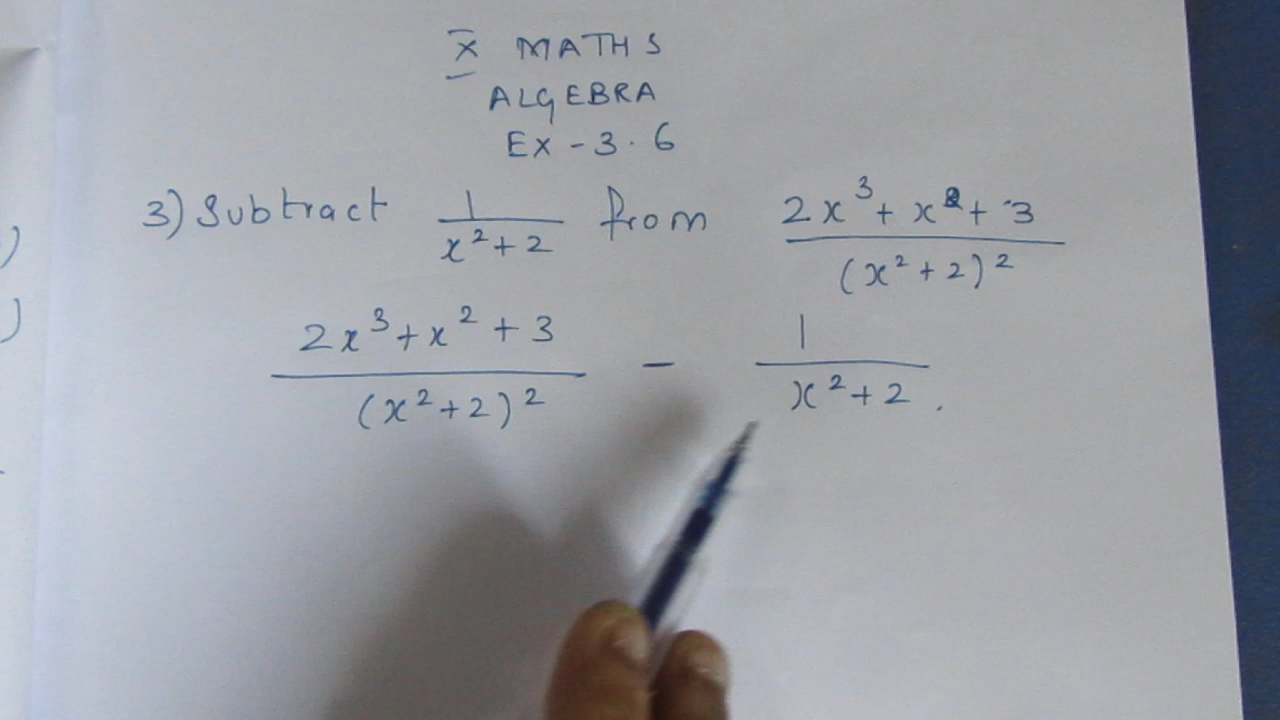 X MATHS
ALGEBRA
EX - 3.6
3) Subtract 1/(x²+2) from (2x³ + x² + 3)/(x² + 2)²
(2x³ + x² + 3)/(x²+2)² - 1/(x²+2).